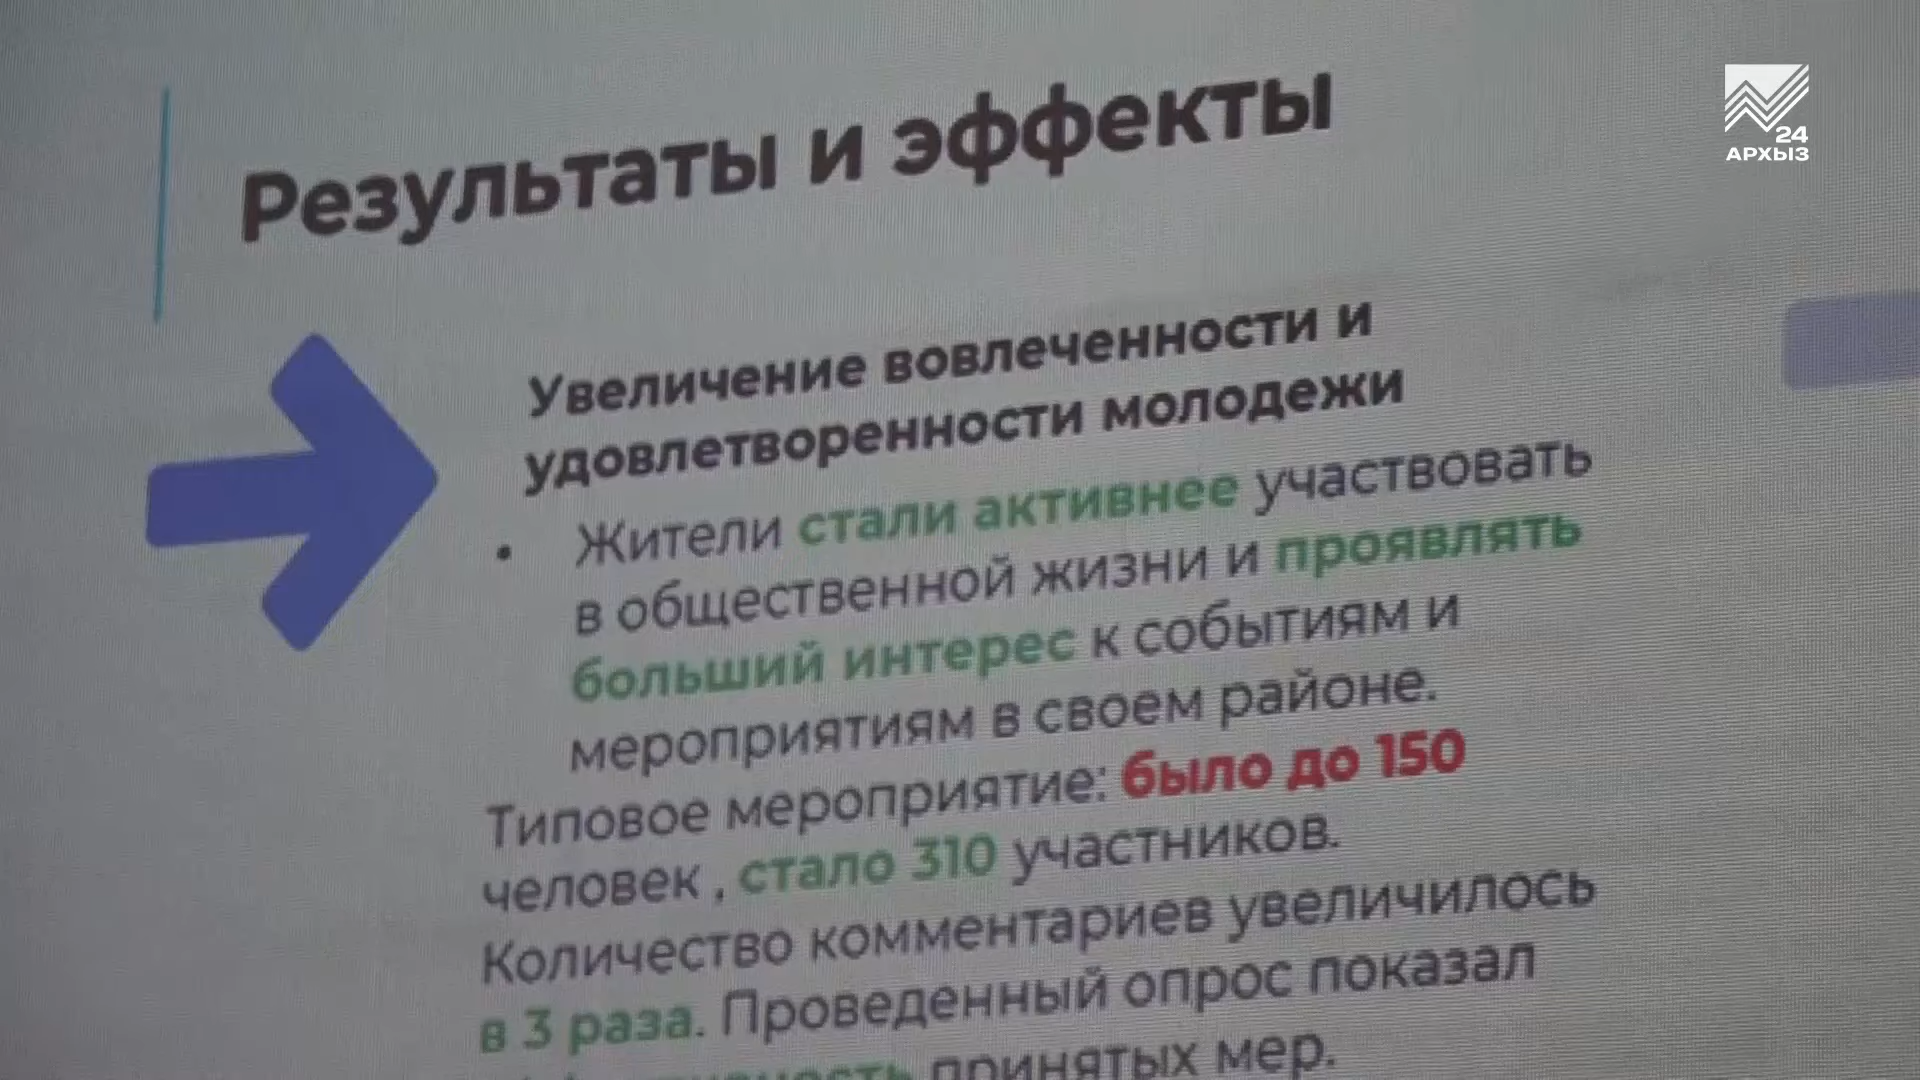 24
АРХЫЗ
Результаты и эффекты
Увеличение вовлеченности и
удовлетворенности молодежи
• Жители стали активнее участвовать
в общественной жизни и проявлять
больший интерес к событиям и
мероприятиям в своем районе.
Типовое мероприятие: было до 150
человек , стало 310 участников.
Количество комментариев увеличилось
в 3 раза. Проведенный опрос показал
принятых мер.